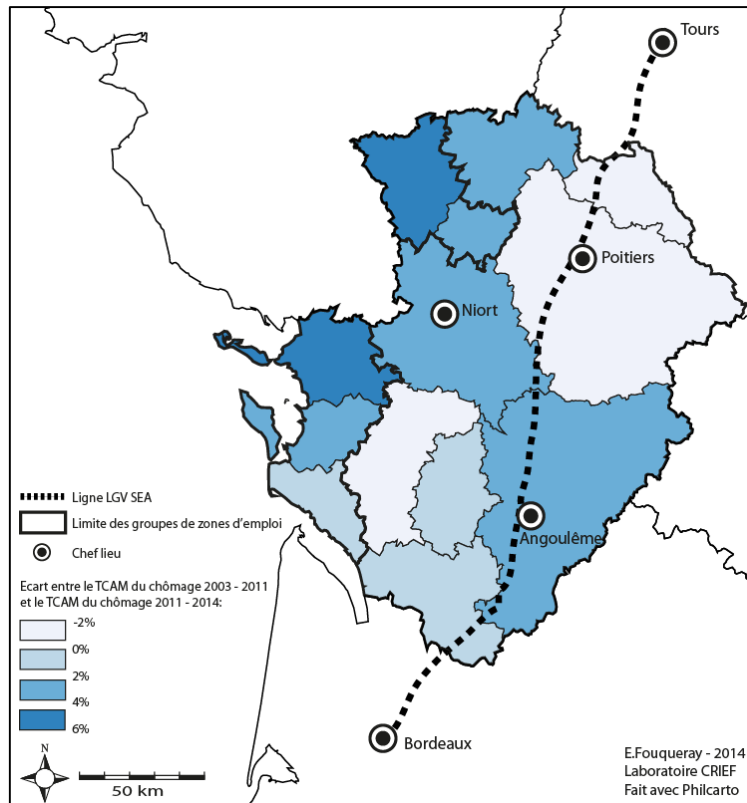 Tours
Poitiers
Niort
Angoulême
Bordeaux
Ligne LGV SEA
Limite des groupes de zones d'emploi
Chef lieu
Ecart entre le TCAM du chômage 2003 - 2011
et le TCAM du chômage 2011 - 2014:
-2%
0%
2%
4%
6%
N
50 km
E.Fouqueray - 2014
Laboratoire CRIEF
Fait avec Philcarto